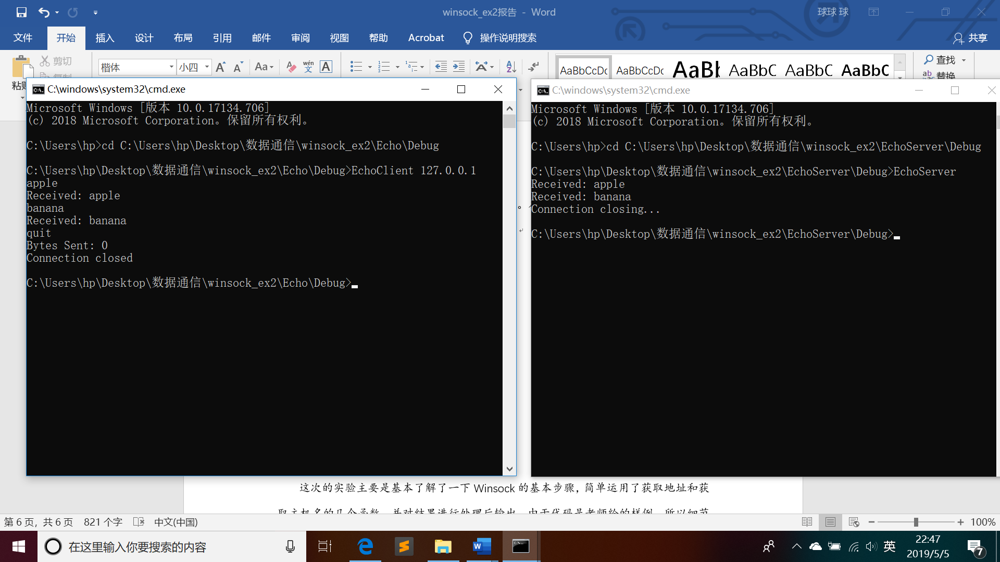 winsock_ex2报告 - Word
球球 球
文件 开始 插入 设计 布局 引用 邮件 审阅 视图 帮助 Acrobat 操作说明搜索 共享
剪切
楷体 小四 Aa wén 文 A
AaBbCcDc AaBbCcDc AaBl AaBbC AaBbC AaBbC
查找
替换
C:\windows\system32\cmd.exe
Microsoft Windows [版本 10.0.17134.706]
(c) 2018 Microsoft Corporation。保留所有权利。
C:\Users\hp>cd C:\Users\hp\Desktop\数据通信\winsock_ex2\Echo\Debug
C:\Users\hp\Desktop\数据通信\winsock_ex2\Echo\Debug>EchoClient 127.0.0.1
apple
Received: apple
banana
Received: banana
quit
Bytes Sent: 0
Connection closed
C:\Users\hp\Desktop\数据通信\winsock_ex2\Echo\Debug>
C:\windows\system32\cmd.exe
Microsoft Windows [版本 10.0.17134.706]
(c) 2018 Microsoft Corporation。保留所有权利。
C:\Users\hp>cd C:\Users\hp\Desktop\数据通信\winsock_ex2\EchoServer\Debug
C:\Users\hp\Desktop\数据通信\winsock_ex2\EchoServer\Debug>EchoServer
Received: apple
Received: banana
Connection closing...
C:\Users\hp\Desktop\数据通信\winsock_ex2\EchoServer\Debug>
这次的实验主要是基本了解了一下 Winsock 的基本步骤，简单运用了获取地址和获
取主机名的几个函数，并对结果进行处理后输出。由于代码是老师给的样例，所以细节
第 6 页，共 6 页 821 个字 中文(中国) 100%
在这里输入你要搜索的内容
英
22:47
2019/5/5
7